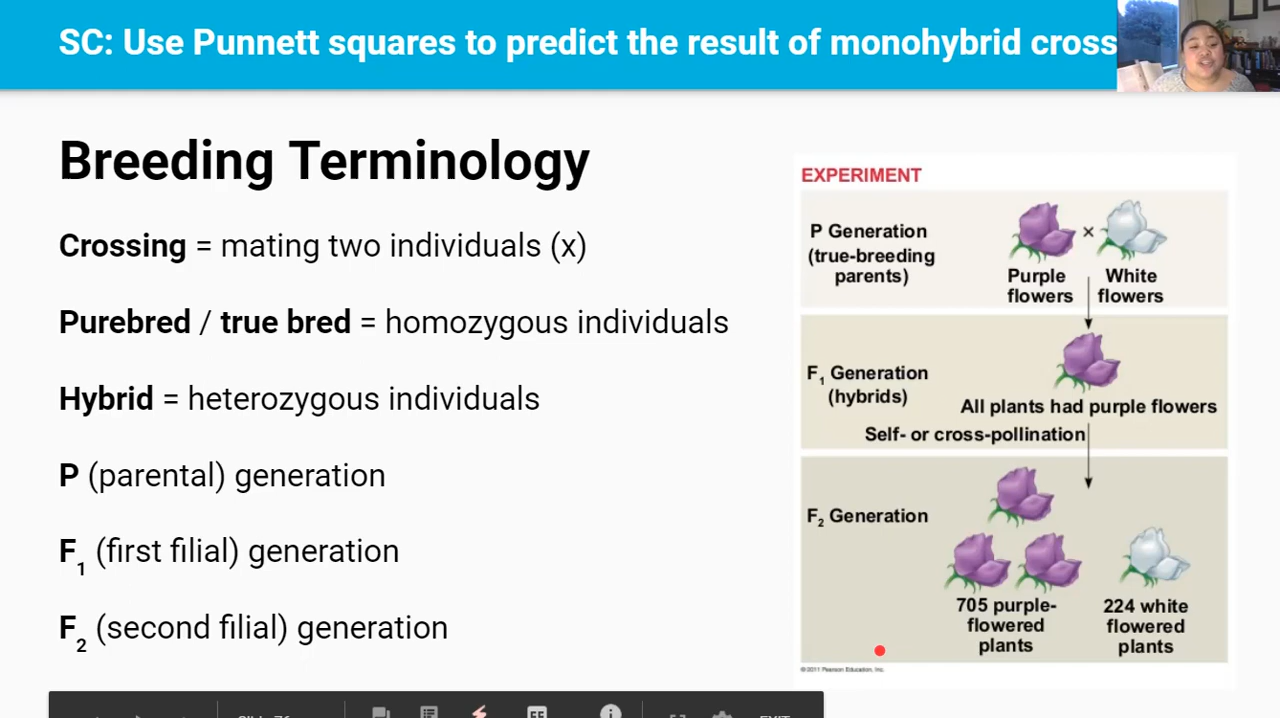 SC: Use Punnett squares to predict the result of monohybrid cross
Breeding Terminology
Crossing = mating two individuals (x)
Purebred / true bred = homozygous individuals
Hybrid = heterozygous individuals
P (parental) generation
F1 (first filial) generation
F2 (second filial) generation
EXPERIMENT
P Generation
(true-breeding
parents)
×
Purple
flowers
White
flowers
F1 Generation
(hybrids)
All plants had purple flowers
Self- or cross-pollination
F2 Generation
705 purple-
flowered
plants
224 white
flowered
plants
© 2011 Pearson Education, Inc.